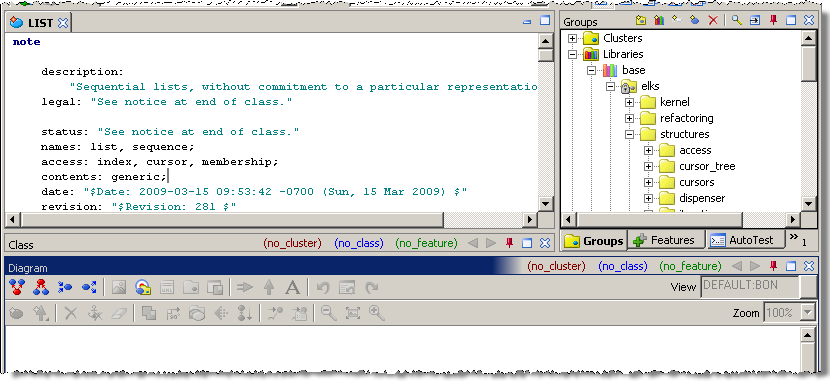 LIST
note
description:
"Sequential lists, without commitment to a particular representatio
legal: "See notice at end of class."
status: "See notice at end of class."
names: list, sequence;
access: index, cursor, membership;
contents: generic;
date: "$Date: 2009-03-15 09:53:42 -0700 (Sun, 15 Mar 2009) $"
revision: "$Revision: 281 $"
Class (no_cluster) (no_class) (no_feature)
Groups
Clusters
Libraries
base
elks
kernel
refactoring
structures
access
cursor_tree
cursors
dispenser
Groups Features AutoTest 1
Diagram (no_cluster) (no_class) (no_feature)
A View DEFAULT:BON
Zoom 100%